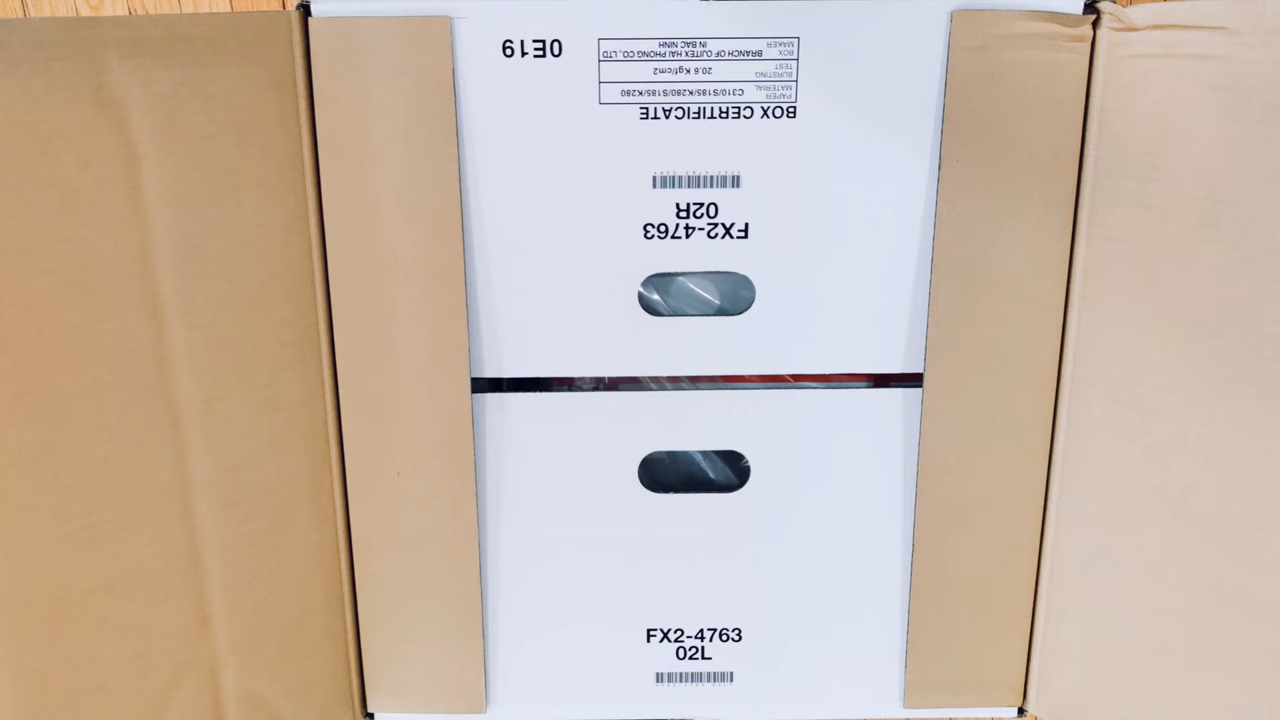 0E19
BOX CERTIFICATE
PAPER MATERIAL C310/S185/K280/S185/K280
BURSTING TEST 20.6 Kgf/cm2
BOX MAKER BRANCH OF OJITEX HAI PHONG CO., LTD IN BAC NINH
FX2-4763
02R
FX2-4763
02L